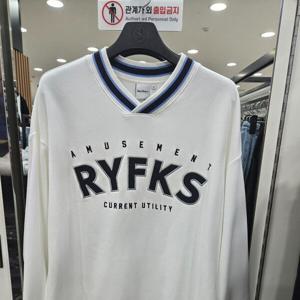 관계자외 출입금지
Authorized Personnel Only
AMUSEMENT
RYFKS
CURRENT UTILITY